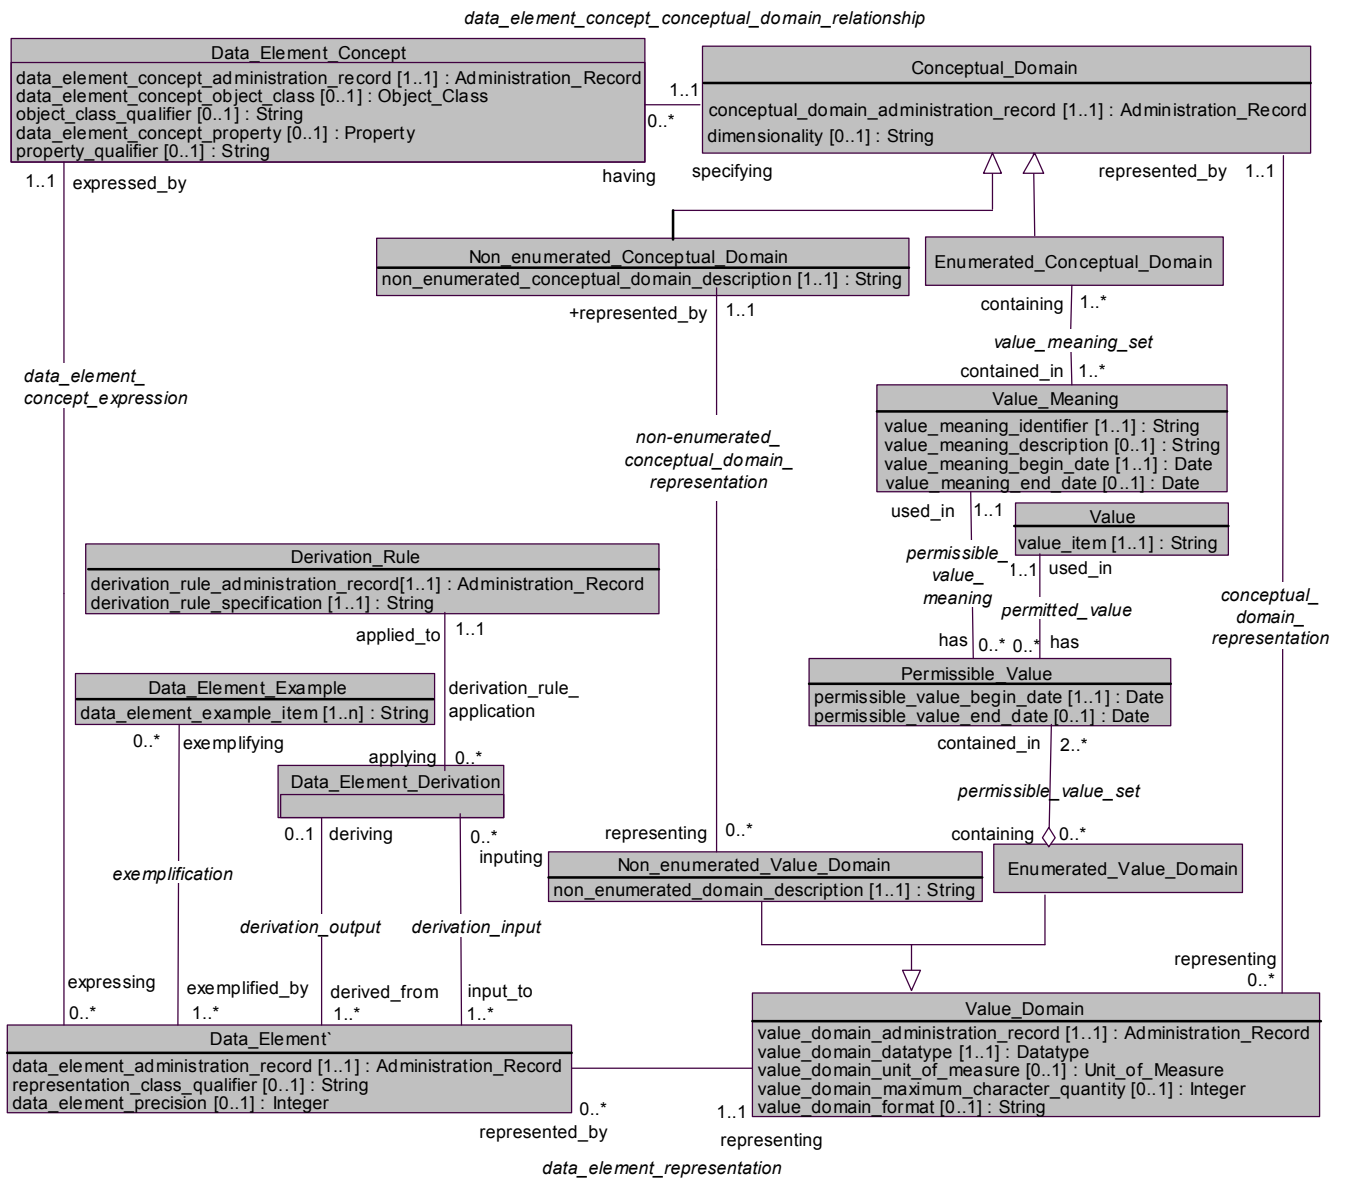 data_element_concept_conceptual_domain_relationship
Data_Element_Concept
data_element_concept_administration_record [1..1] : Administration_Record
data_element_concept_object_class [0..1] : Object_Class
object_class_qualifier [0..1] : String
data_element_concept_property [0..1] : Property
property_qualifier [0..1] : String
1..1
0..*
Conceptual_Domain
conceptual_domain_administration_record [1..1] : Administration_Record
dimensionality [0..1] : String
1..1 expressed_by
having
specifying
represented_by 1..1
Non_enumerated_Conceptual_Domain
non_enumerated_conceptual_domain_description [1..1] : String
Enumerated_Conceptual_Domain
+represented_by 1..1
containing 1..*
value_meaning_set
contained_in 1..*
data_element_
concept_expression
Value_Meaning
value_meaning_identifier [1..1] : String
value_meaning_description [0..1] : String
value_meaning_begin_date [1..1] : Date
value_meaning_end_date [0..1] : Date
non-enumerated_
conceptual_domain_
representation
used_in 1..1
Value
value_item [1..1] : String
permissible_
value_
meaning
1..1 used_in
permitted_value
conceptual_
domain_
representation
Derivation_Rule
derivation_rule_administration_record[1..1] : Administration_Record
derivation_rule_specification [1..1] : String
applied_to 1..1
has 0..* 0..* has
Permissible_Value
permissible_value_begin_date [1..1] : Date
permissible_value_end_date [0..1] : Date
Data_Element_Example
data_element_example_item [1..n] : String
derivation_rule_
application
0..* exemplifying
applying 0..*
contained_in 2..*
Data_Element_Derivation
permissible_value_set
0..1 deriving
0..*
inputing
representing 0..*
containing 0..*
Non_enumerated_Value_Domain
non_enumerated_domain_description [1..1] : String
Enumerated_Value_Domain
exemplification
derivation_output
derivation_input
representing
0..*
expressing
0..*
exemplified_by
1..*
derived_from
1..*
input_to
1..*
Data_Element`
data_element_administration_record [1..1] : Administration_Record
representation_class_qualifier [0..1] : String
data_element_precision [0..1] : Integer
Value_Domain
value_domain_administration_record [1..1] : Administration_Record
value_domain_datatype [1..1] : Datatype
value_domain_unit_of_measure [0..1] : Unit_of_Measure
value_domain_maximum_character_quantity [0..1] : Integer
value_domain_format [0..1] : String
0..*
1..1
represented_by
representing
data_element_representation